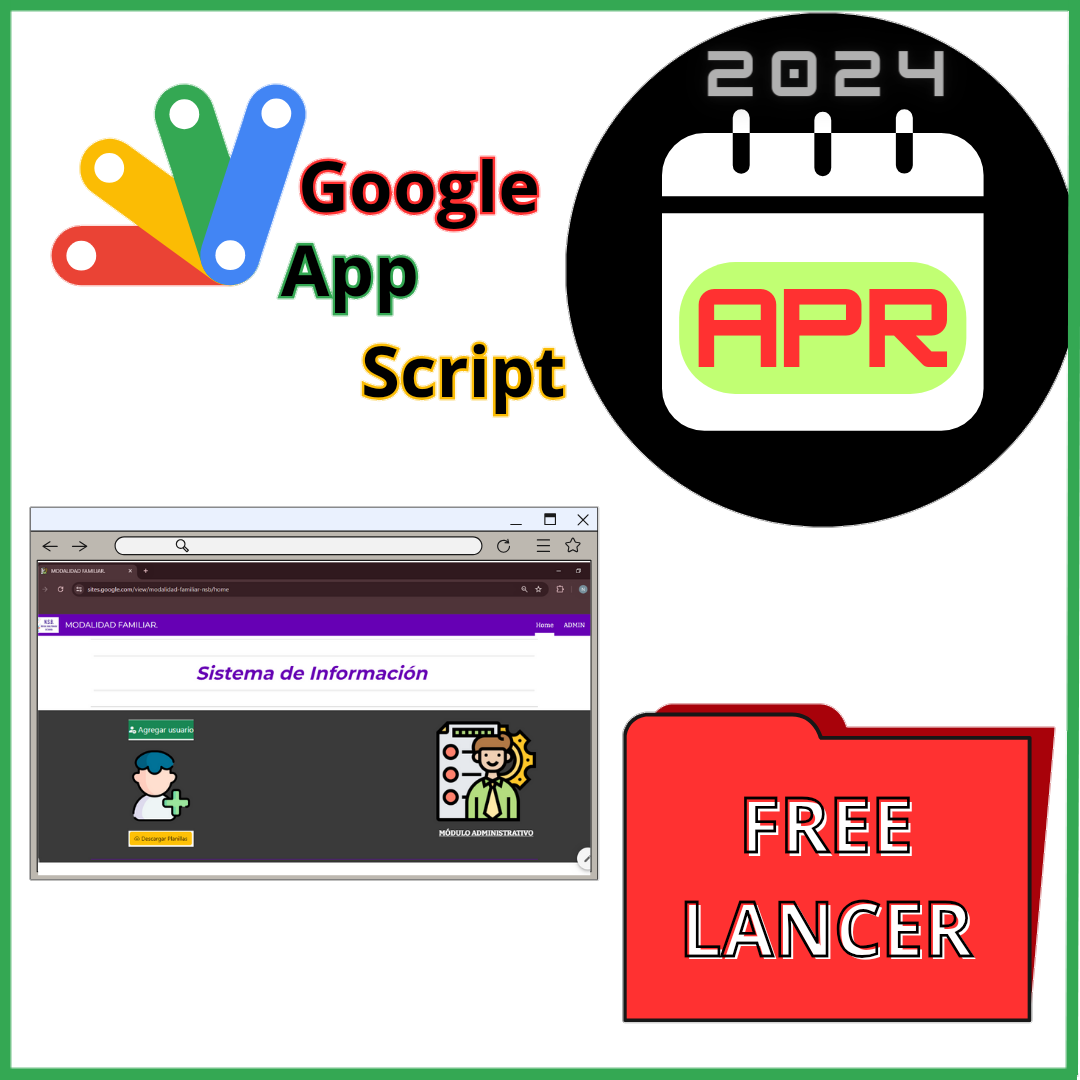 2024
Google
App
Script
APR
MODALIDAD FAMILIAR.
sites.google.com/view/modalidad-familiar-nsb/home
MODALIDAD FAMILIAR.
Home ADMIN
Sistema de Información
Agregar usuario
Descargar Planillas
MÓDULO ADMINISTRATIVO
FREE
LANCER